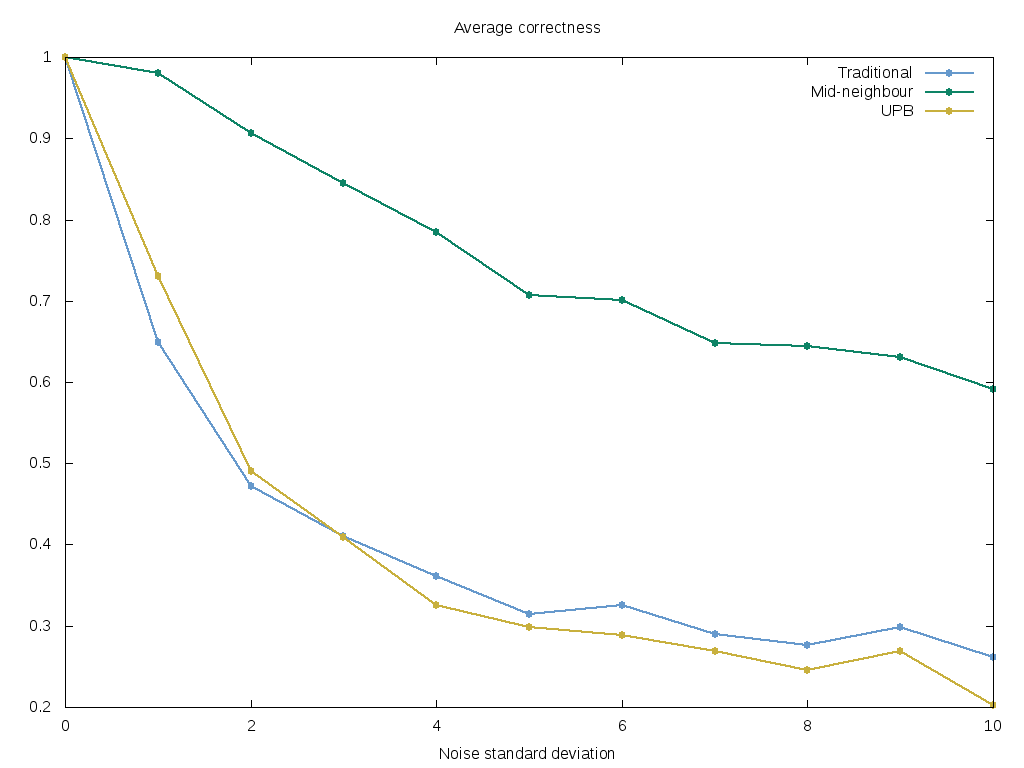 Average correctness
Traditional
Mid-neighbour
UPB
1
0.9
0.8
0.7
0.6
0.5
0.4
0.3
0.2
0 2 4 6 8 10
Noise standard deviation